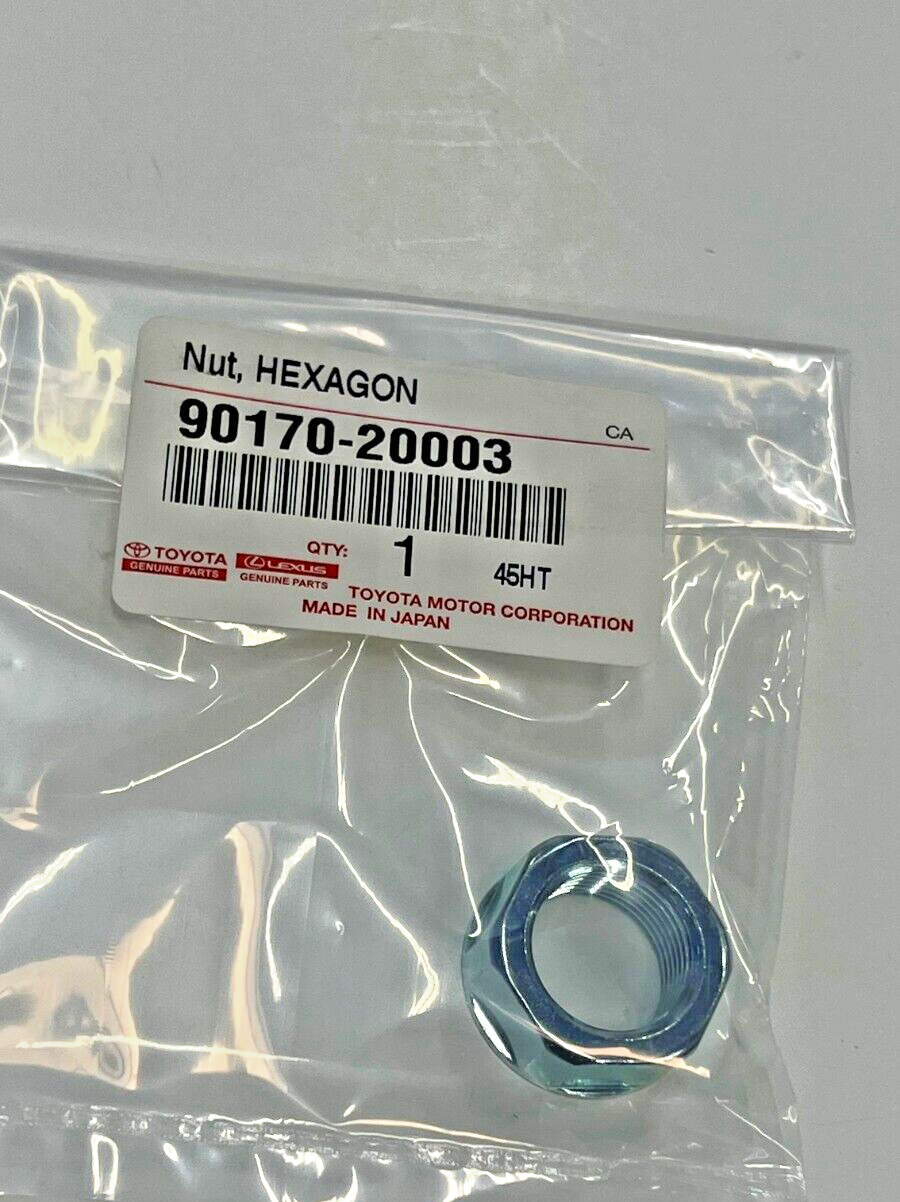 Nut, HEXAGON
CA
90170-20003
QTY: 1 45HT
TOYOTA
GENUINE PARTS
LEXUS
GENUINE PARTS
TOYOTA MOTOR CORPORATION
MADE IN JAPAN